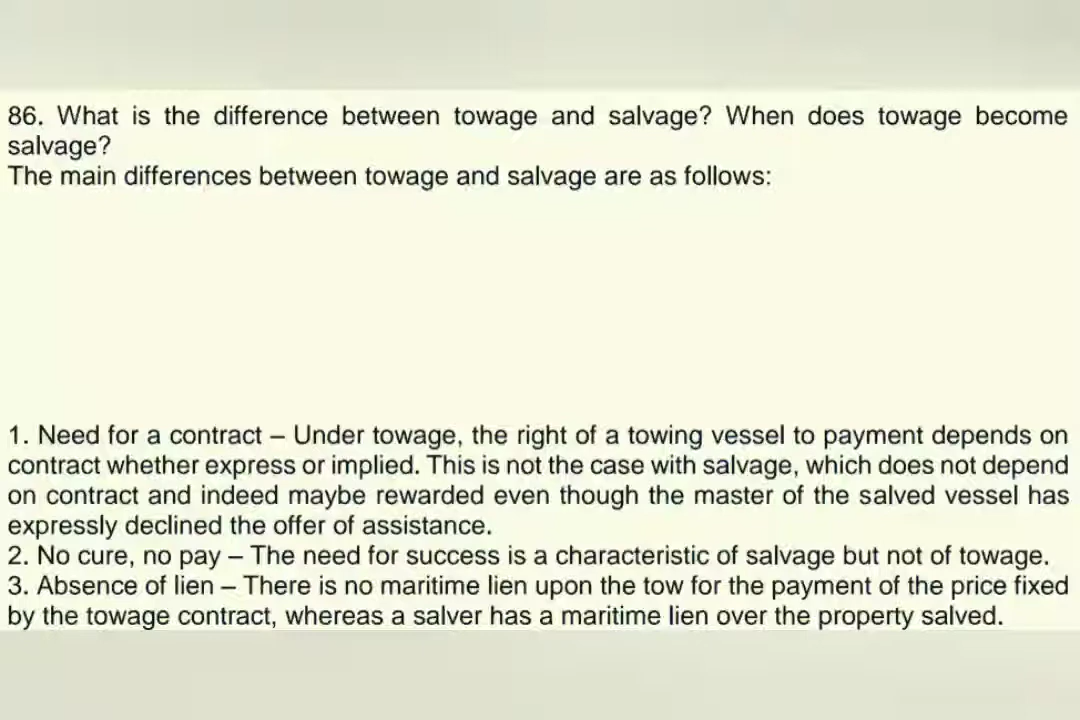 86. What is the difference between towage and salvage? When does towage become
salvage?
The main differences between towage and salvage are as follows:
1. Need for a contract – Under towage, the right of a towing vessel to payment depends on
contract whether express or implied. This is not the case with salvage, which does not depend
on contract and indeed maybe rewarded even though the master of the salved vessel has
expressly declined the offer of assistance.
2. No cure, no pay – The need for success is a characteristic of salvage but not of towage.
3. Absence of lien – There is no maritime lien upon the tow for the payment of the price fixed
by the towage contract, whereas a salver has a maritime lien over the property salved.